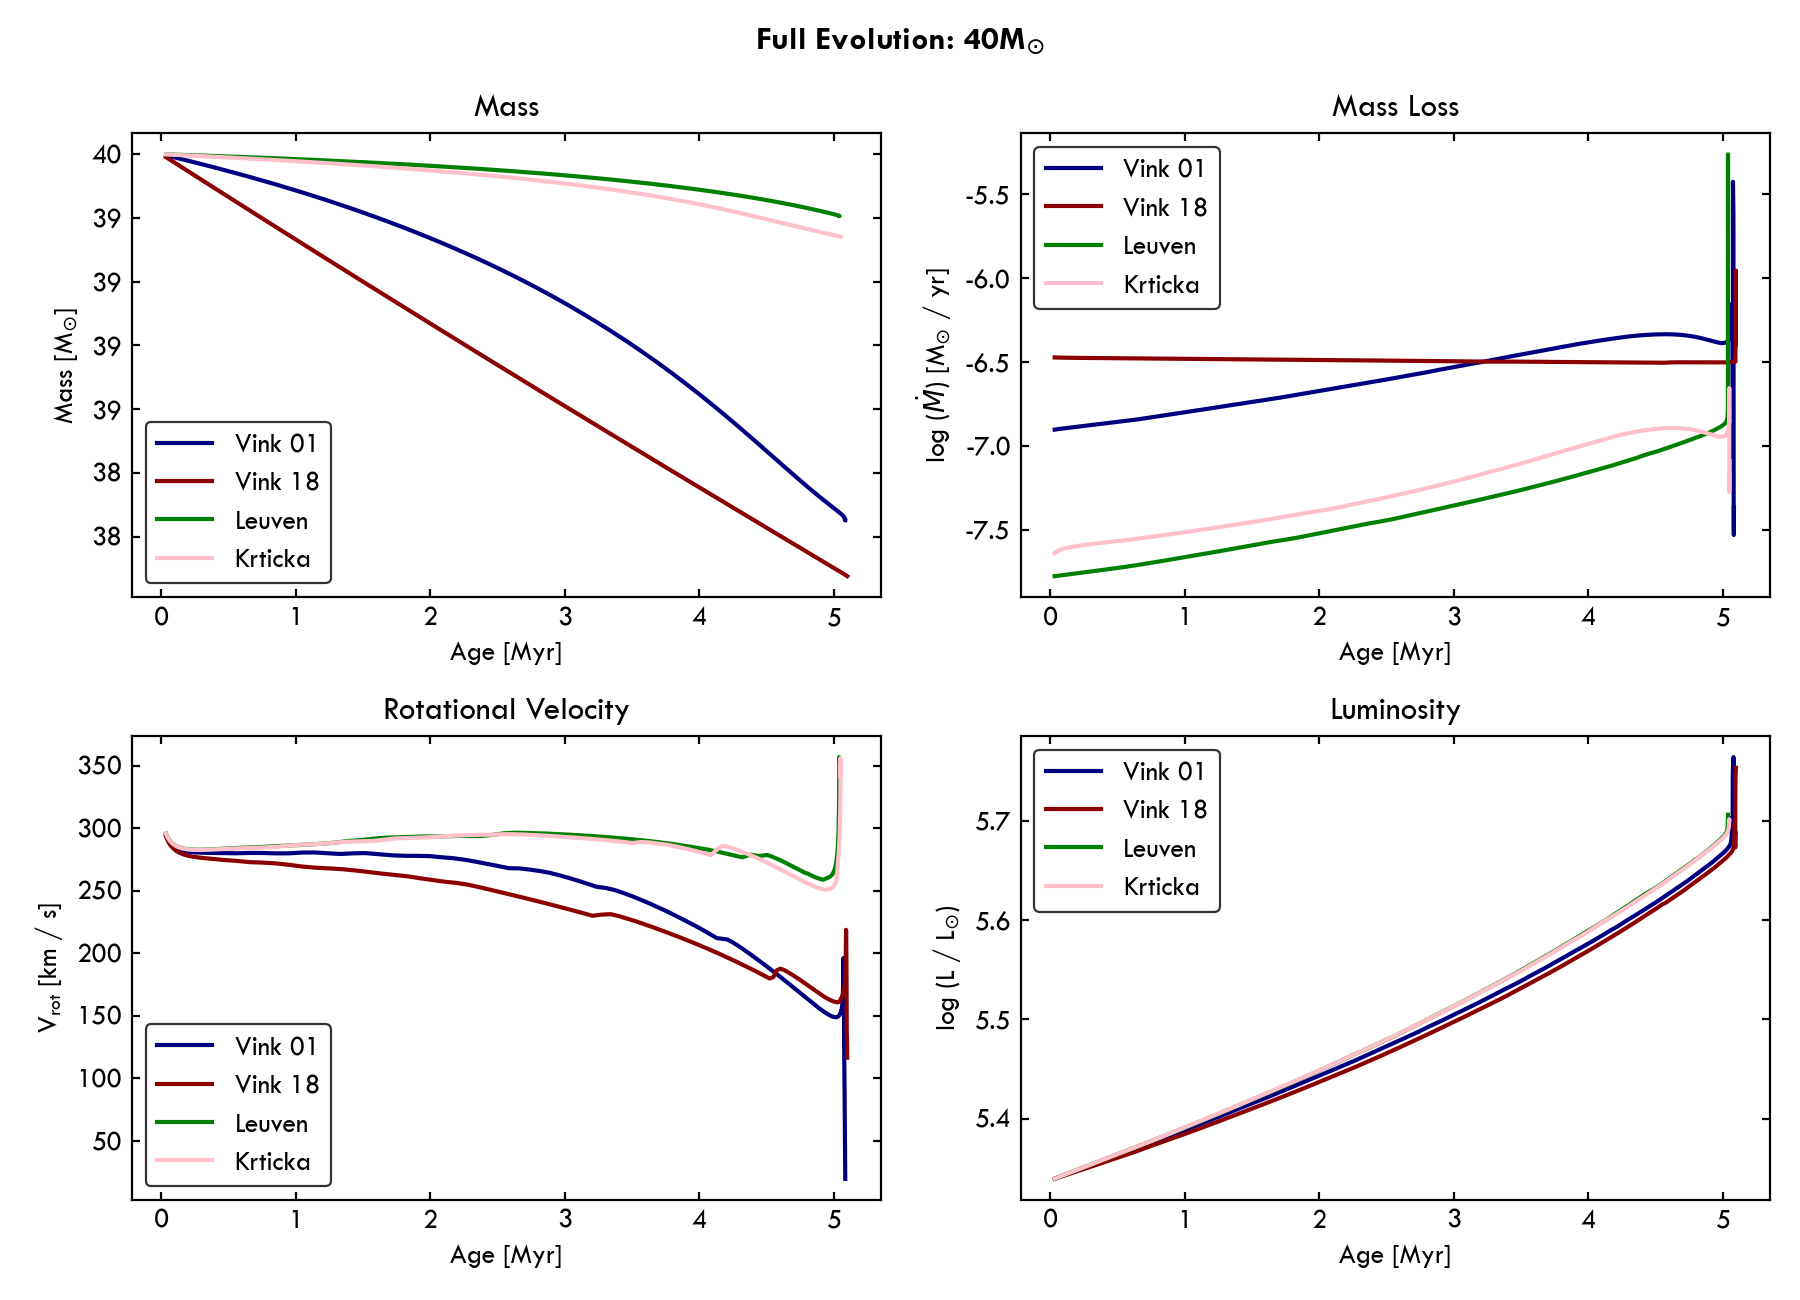 Full Evolution: 40M⊙
Mass
40
39
39
39
39
38
38
Mass [M⊙]
Vink 01
Vink 18
Leuven
Krticka
0 1 2 3 4 5
Age [Myr]
Mass Loss
-5.5
-6.0
-6.5
-7.0
-7.5
log (Ṁ) [M⊙ / yr]
Vink 01
Vink 18
Leuven
Krticka
0 1 2 3 4 5
Age [Myr]
Rotational Velocity
350
300
250
200
150
100
50
Vrot [km / s]
Vink 01
Vink 18
Leuven
Krticka
0 1 2 3 4 5
Age [Myr]
Luminosity
5.7
5.6
5.5
5.4
log (L / L⊙)
Vink 01
Vink 18
Leuven
Krticka
0 1 2 3 4 5
Age [Myr]